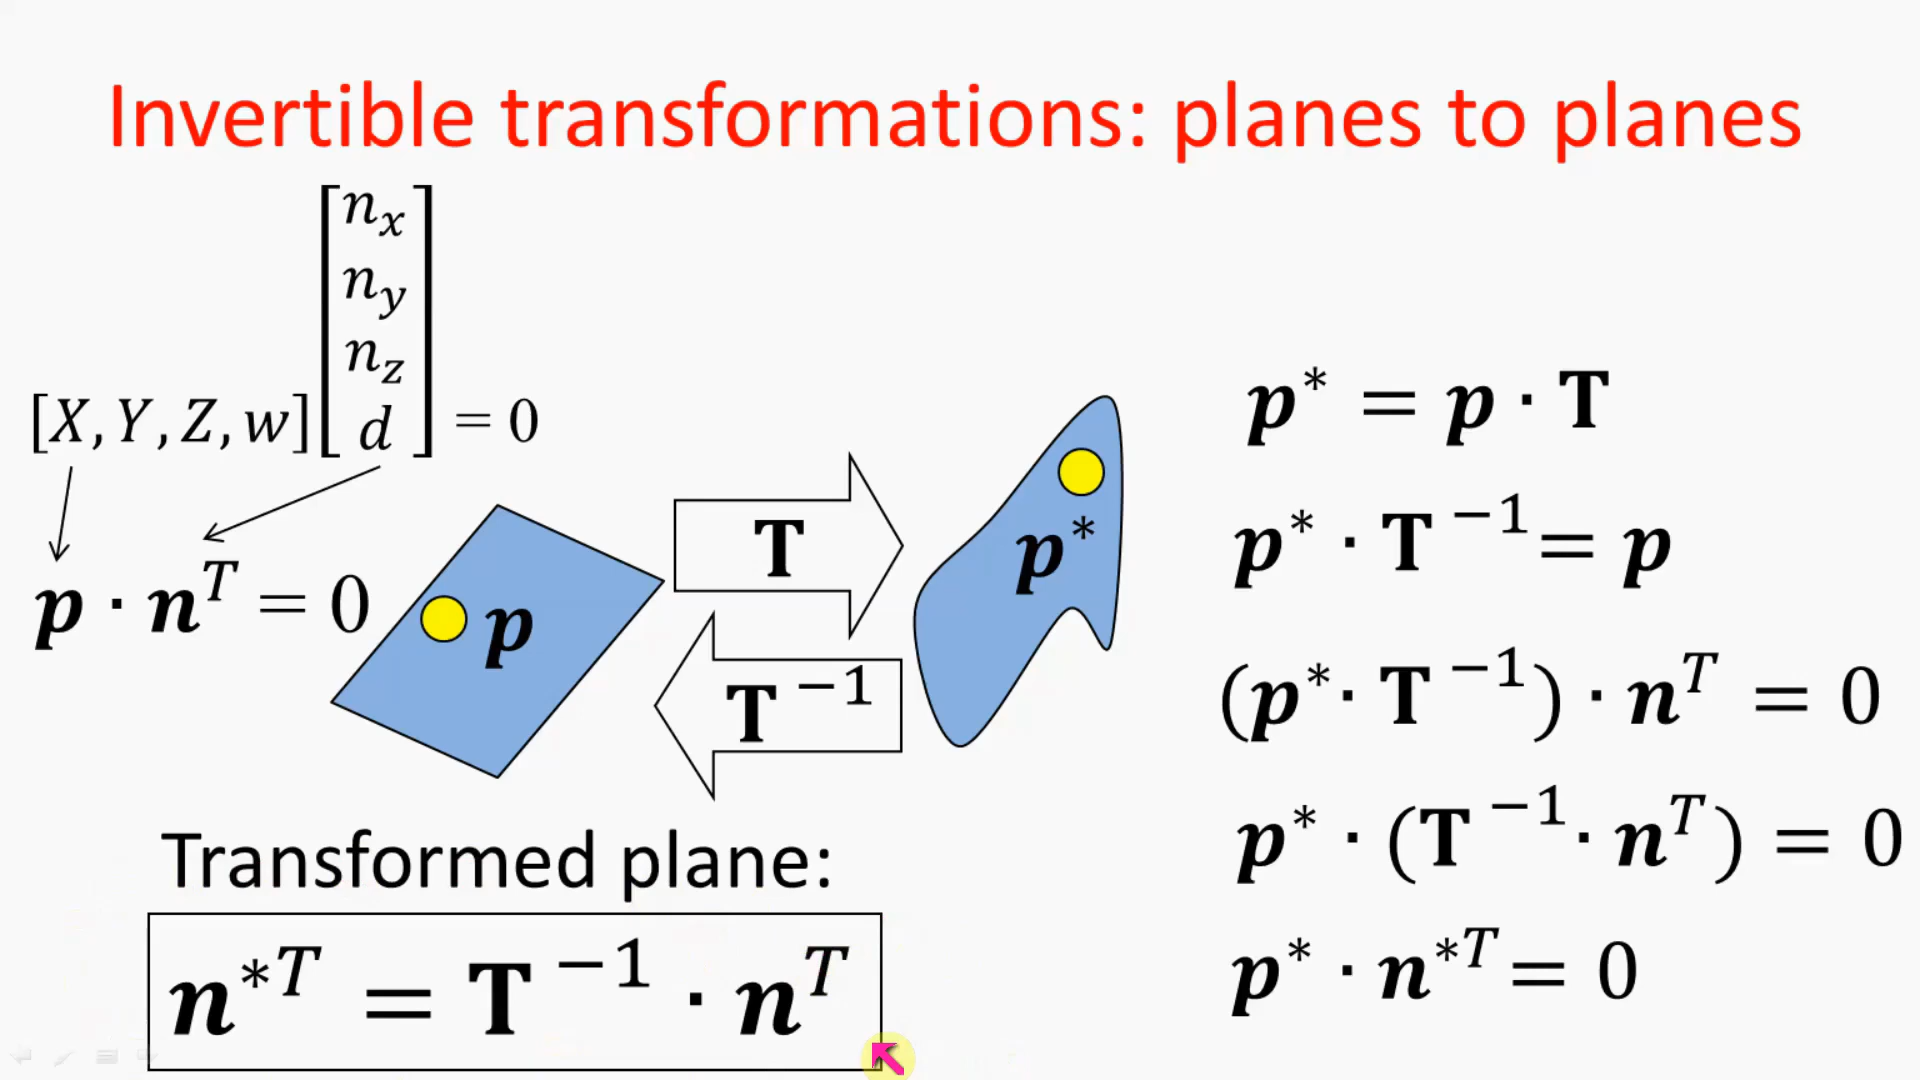 Invertible transformations: planes to planes
[X, Y, Z, w] [n_x n_y n_z d] = 0
p · n^T = 0
p
T
T^{-1}
p*
p* = p · T
p* · T^{-1} = p
(p* · T^{-1}) · n^T = 0
p* · (T^{-1} · n^T) = 0
p* · n^{*T} = 0
Transformed plane:
n^{*T} = T^{-1} · n^T